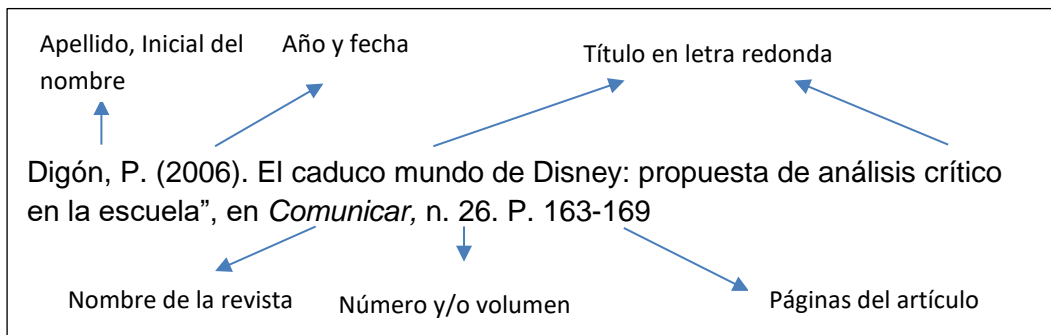 Apellido, Inicial del
nombre
Año y fecha
Título en letra redonda
Digón, P. (2006). El caduco mundo de Disney: propuesta de análisis crítico
en la escuela”, en Comunicar, n. 26. P. 163-169
Nombre de la revista
Número y/o volumen
Páginas del artículo